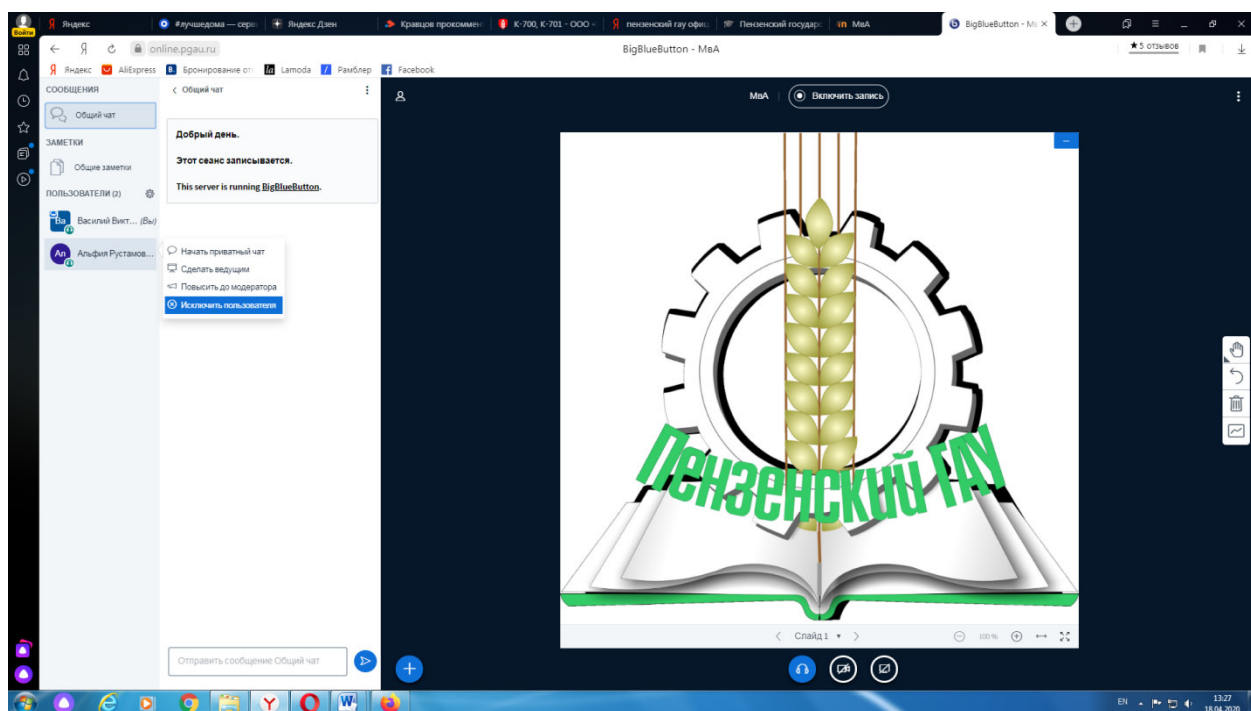 Войти
Яндекс
#лучшедома — серв
Яндекс Дзен
Кравцов прокоммен
К-700, К-701 - ООО «
пензенский гау офиц
Пензенский государс
МвА
BigBlueButton - Мв
online.pgau.ru
BigBlueButton - МвА
★ 5 отзывов
Яндекс
AliExpress
Бронирование от
Lamoda
Рамблер
Facebook
СООБЩЕНИЯ
Общий чат
ЗАМЕТКИ
Общие заметки
ПОЛЬЗОВАТЕЛИ (2)
Ва Василий Викт... (Вы)
Ал Альфия Рустамов...
Общий чат
Добрый день.
Этот сеанс записывается.
This server is running BigBlueButton.
Начать приватный чат
Сделать ведущим
Повысить до модератора
Исключить пользователя
Отправить сообщение Общий чат
МвА
Включить запись
Пензенский ГАУ
Слайд 1
100 %
EN
13:27
18.04.2020